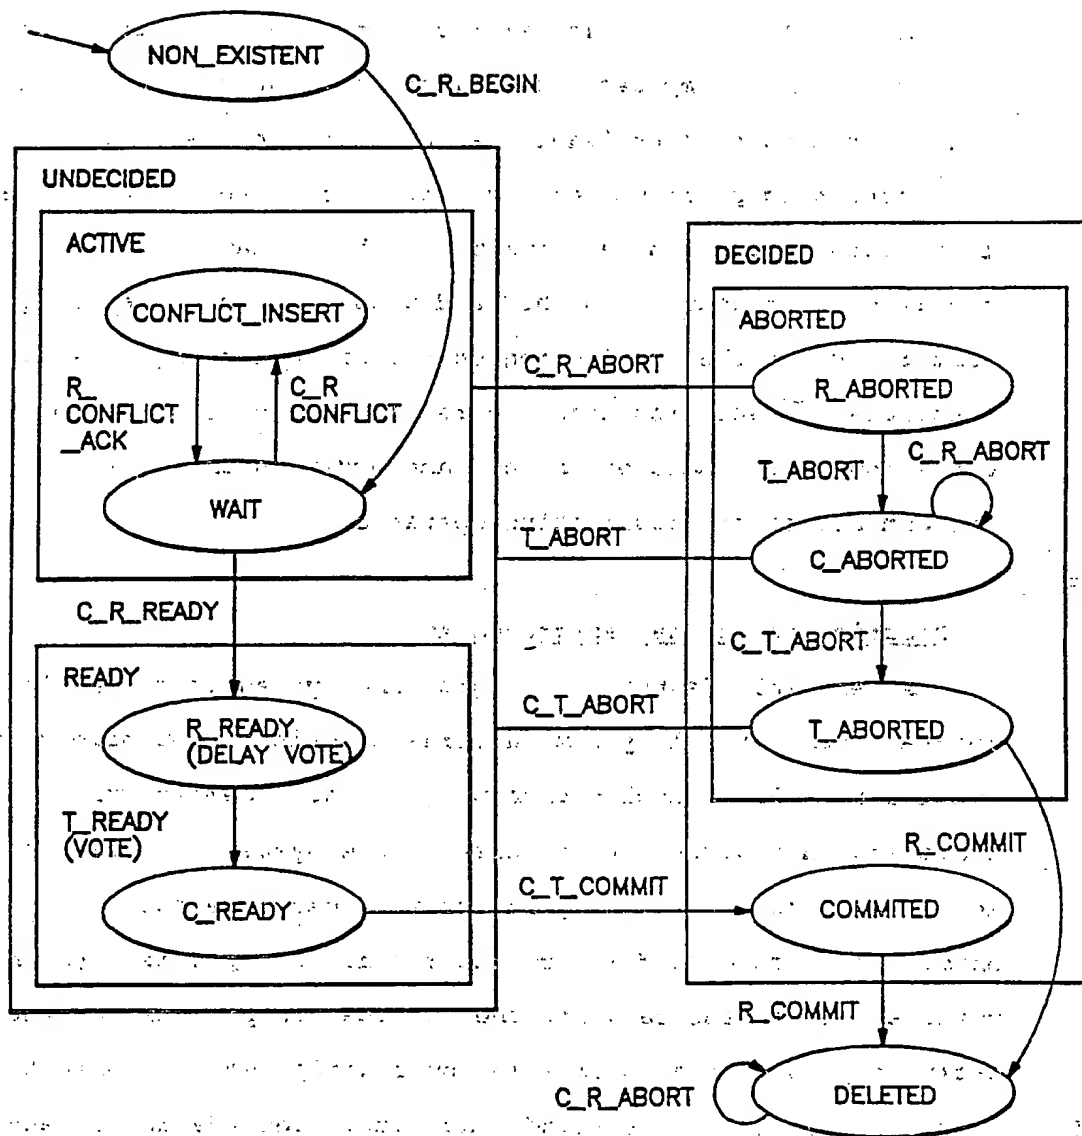 NON_EXISTENT
C_R_BEGIN
UNDECIDED
ACTIVE
CONFLICT_INSERT
R_
CONFLICT
_ACK
C_R
CONFLICT
WAIT
C_R_READY
READY
R_READY
(DELAY VOTE)
T_READY
(VOTE)
C_READY
C_R_ABORT
T_ABORT
C_T_ABORT
C_T_COMMIT
DECIDED
ABORTED
R_ABORTED
T_ABORT
C_R_ABORT
C_ABORTED
C_T_ABORT
T_ABORTED
R_COMMIT
COMMITED
R_COMMIT
C_R_ABORT
DELETED